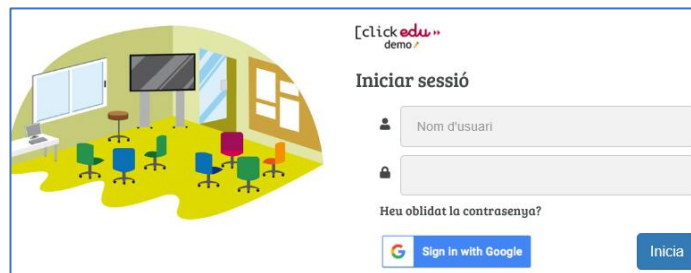 [click edu »
demo
Iniciar sessió
Nom d'usuari
Heu oblidat la contrasenya?
G Sign in with Google
Inicia